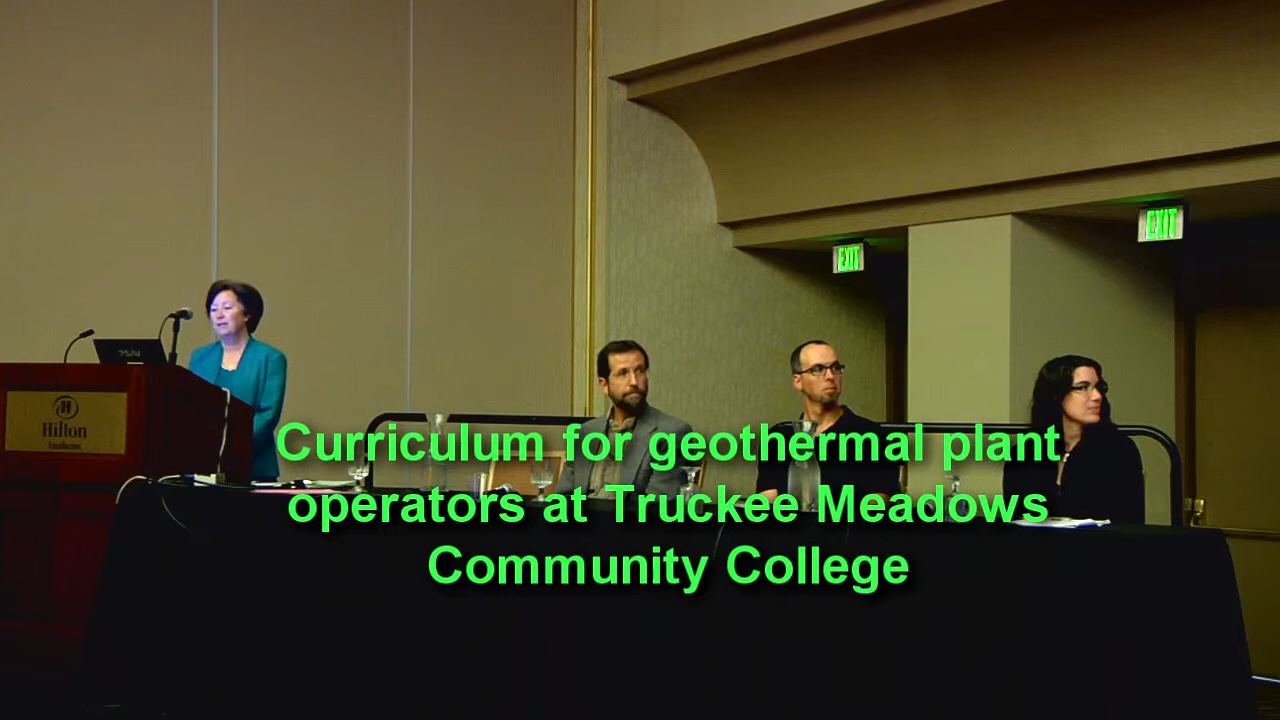 EXIT
EXIT
Hilton
Curriculum for geothermal plant
operators at Truckee Meadows
Community College